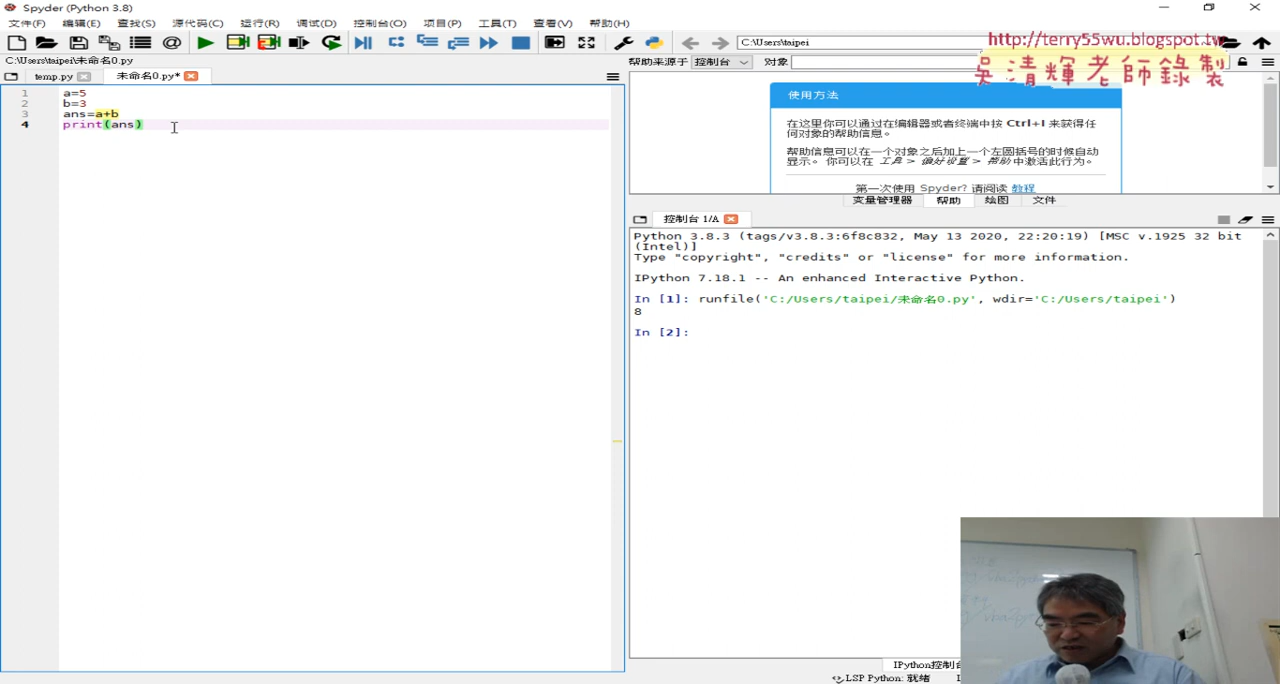 Spyder (Python 3.8)
文件(F) 编辑(E) 查找(S) 源代码(C) 运行(R) 调试(D) 控制台(O) 项目(P) 工具(T) 查看(V) 帮助(H)
C:\Users\taipei
http://terry55wu.blogspot.tw
吳清輝老師錄製
C:\Users\taipei\未命名0.py
temp.py 未命名0.py*
1 a=5
2 b=3
3 ans=a+b
4 print(ans)
帮助来源于 控制台 对象
使用方法
在这里你可以通过在编辑器或者终端中按 Ctrl+I 来获得任
何对象的帮助信息。
帮助信息可以在一个对象之后加上一个左圆括号的时候自动
显示。 你可以在 工具 > 偏好设置 > 帮助 中激活此行为。
第一次使用 Spyder? 请阅读 教程
变量管理器 帮助 绘图 文件
控制台 1/A
Python 3.8.3 (tags/v3.8.3:6f8c832, May 13 2020, 22:20:19) [MSC v.1925 32 bit
(Intel)]
Type "copyright", "credits" or "license" for more information.
IPython 7.18.1 -- An enhanced Interactive Python.
In [1]: runfile('C:/Users/taipei/未命名0.py', wdir='C:/Users/taipei')
8
In [2]:
IPython控制台
LSP Python: 就绪